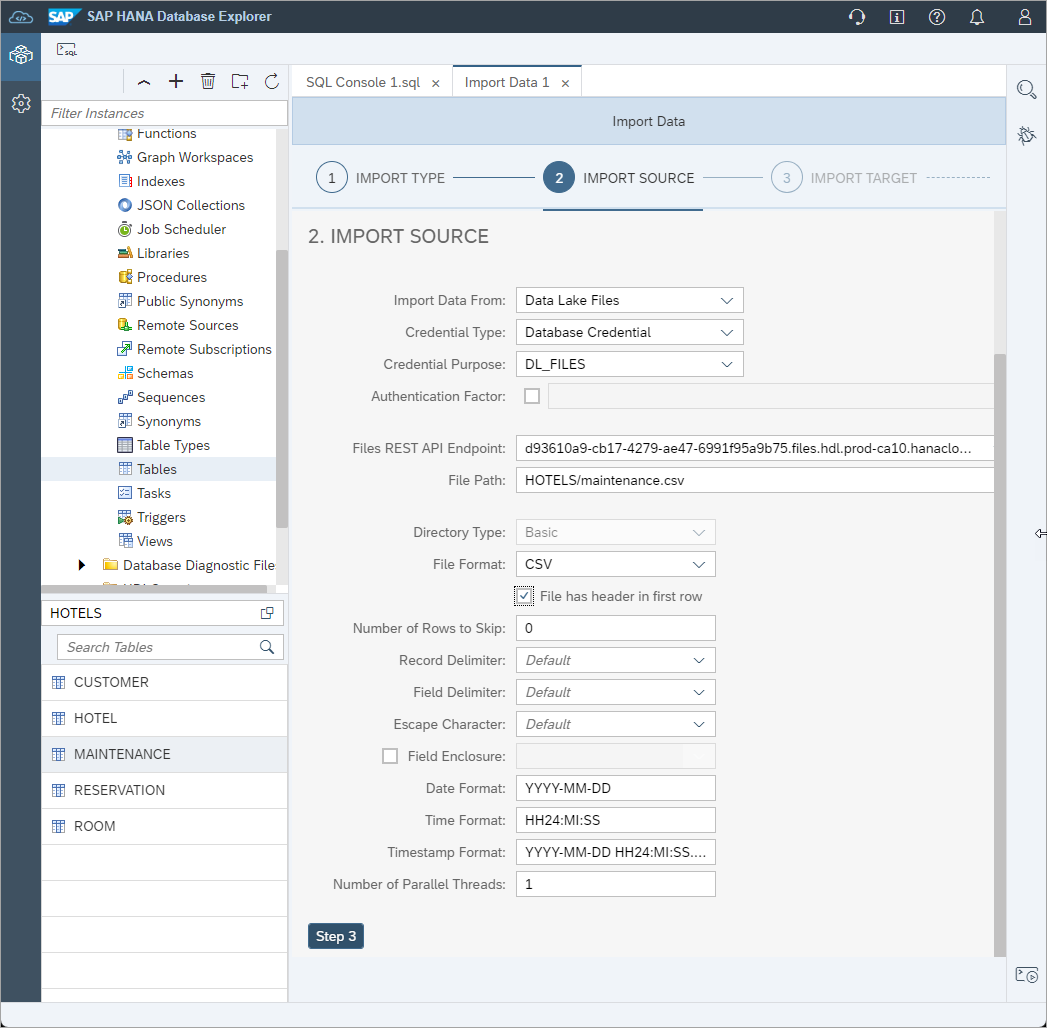 SAP SAP HANA Database Explorer
SQL
SQL Console 1.sql
Import Data 1
Filter Instances
Functions
Graph Workspaces
Indexes
JSON Collections
Job Scheduler
Libraries
Procedures
Public Synonyms
Remote Sources
Remote Subscriptions
Schemas
Sequences
Synonyms
Table Types
Tables
Tasks
Triggers
Views
Database Diagnostic File
HOTELS
Search Tables
CUSTOMER
HOTEL
MAINTENANCE
RESERVATION
ROOM
Import Data
1 IMPORT TYPE
2 IMPORT SOURCE
3 IMPORT TARGET
2. IMPORT SOURCE
Import Data From: Data Lake Files
Credential Type: Database Credential
Credential Purpose: DL_FILES
Authentication Factor:
Files REST API Endpoint: d93610a9-cb17-4279-ae47-6991f95a9b75.files.hdl.prod-ca10.hanaclo...
File Path: HOTELS/maintenance.csv
Directory Type: Basic
File Format: CSV
File has header in first row
Number of Rows to Skip: 0
Record Delimiter: Default
Field Delimiter: Default
Escape Character: Default
Field Enclosure:
Date Format: YYYY-MM-DD
Time Format: HH24:MI:SS
Timestamp Format: YYYY-MM-DD HH24:MI:SS....
Number of Parallel Threads: 1
Step 3